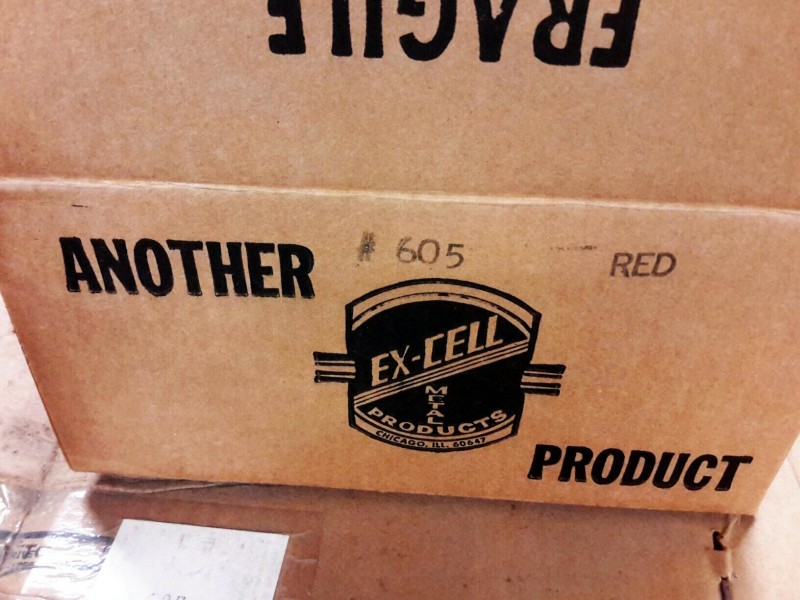 FRAGILE
# 605 RED
ANOTHER
EX-CELL
METAL
PRODUCTS
CHICAGO, ILL. 60647
PRODUCT